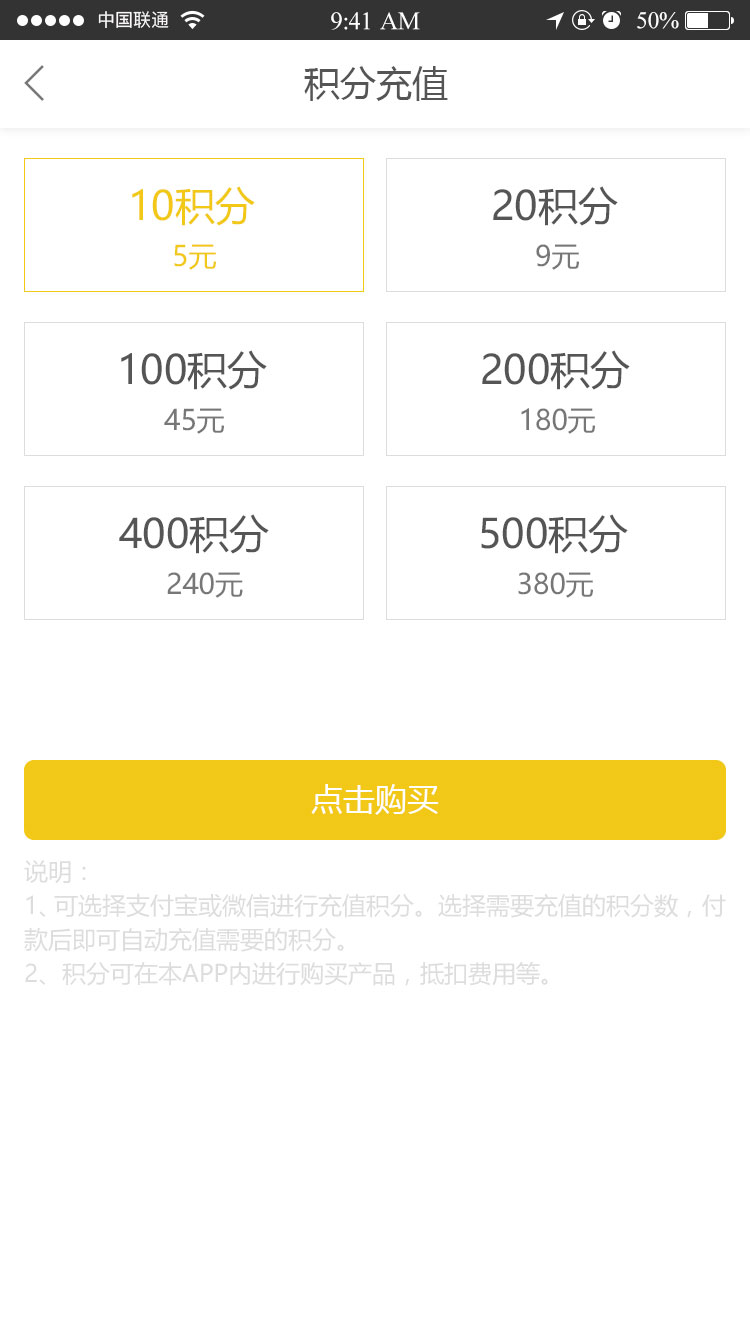 中国联通 9:41 AM 50%
积分充值
10积分 20积分
5元 9元
100积分 200积分
45元 180元
400积分 500积分
240元 380元
点击购买
说明：
1、可选择支付宝或微信进行充值积分。选择需要充值的积分数，付
款后即可自动充值需要的积分。
2、积分可在本APP内进行购买产品，抵扣费用等。